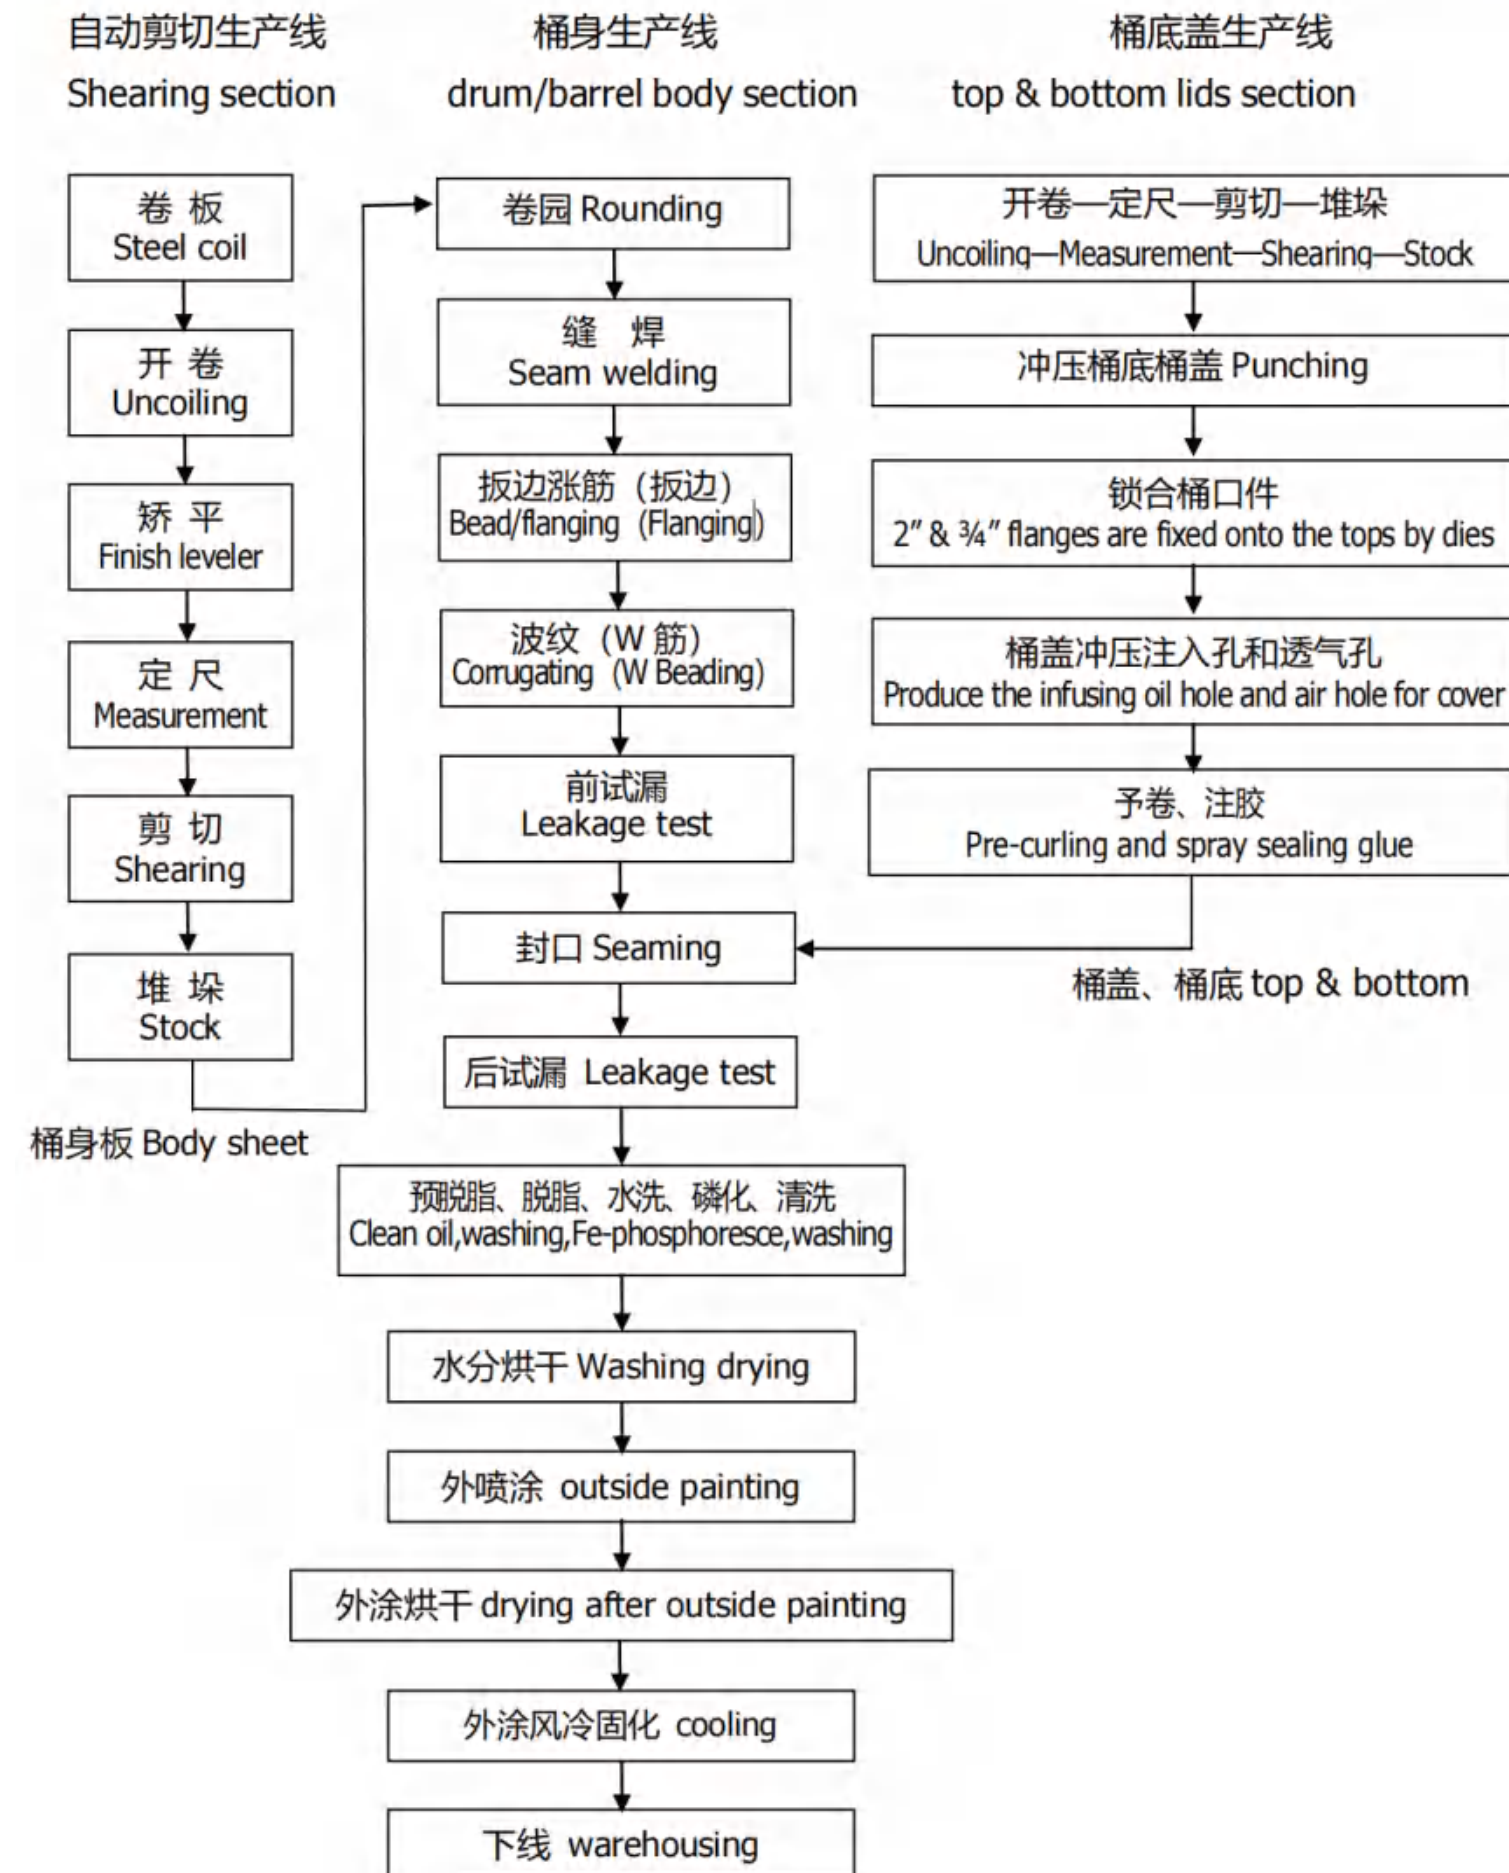 自动剪切生产线
Shearing section
卷 板
Steel coil
开 卷
Uncoiling
矫 平
Finish leveler
定 尺
Measurement
剪 切
Shearing
堆 垛
Stock
桶身板 Body sheet
桶身生产线
drum/barrel body section
卷园 Rounding
缝 焊
Seam welding
扳边涨筋（扳边）
Bead/flanging（Flanging）
波纹（W 筋）
Corrugating（W Beading）
前试漏
Leakage test
封口 Seaming
后试漏 Leakage test
预脱脂、脱脂、水洗、磷化、清洗
Clean oil,washing,Fe-phosphoresce,washing
水分烘干 Washing drying
外喷涂 outside painting
外涂烘干 drying after outside painting
外涂风冷固化 cooling
下线 warehousing
桶底盖生产线
top & bottom lids section
开卷—定尺—剪切—堆垛
Uncoiling—Measurement—Shearing—Stock
冲压桶底桶盖 Punching
锁合桶口件
2” & ¾” flanges are fixed onto the tops by dies
桶盖冲压注入孔和透气孔
Produce the infusing oil hole and air hole for cover
予卷、注胶
Pre-curling and spray sealing glue
桶盖、桶底 top & bottom